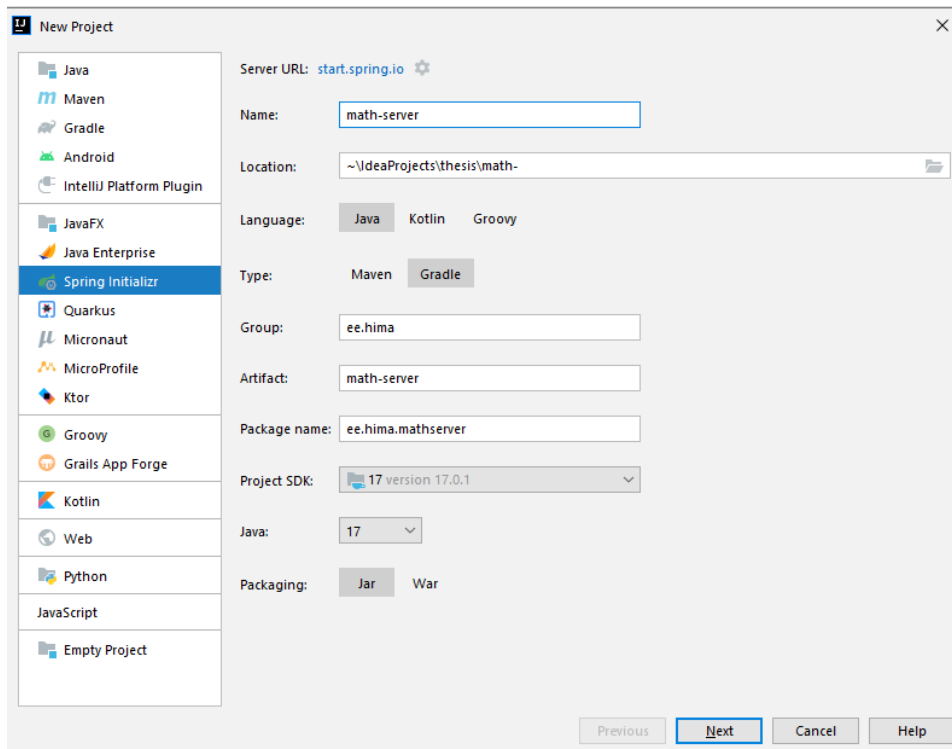 New Project
Java
Maven
Gradle
Android
IntelliJ Platform Plugin
JavaFX
Java Enterprise
Spring Initializr
Quarkus
Micronaut
MicroProfile
Ktor
Groovy
Grails App Forge
Kotlin
Web
Python
JavaScript
Empty Project
Server URL: start.spring.io
Name: math-server
Location: ~\IdeaProjects\thesis\math-
Language: Java Kotlin Groovy
Type: Maven Gradle
Group: ee.hima
Artifact: math-server
Package name: ee.hima.mathserver
Project SDK: 17 version 17.0.1
Java: 17
Packaging: Jar War
Previous Next Cancel Help